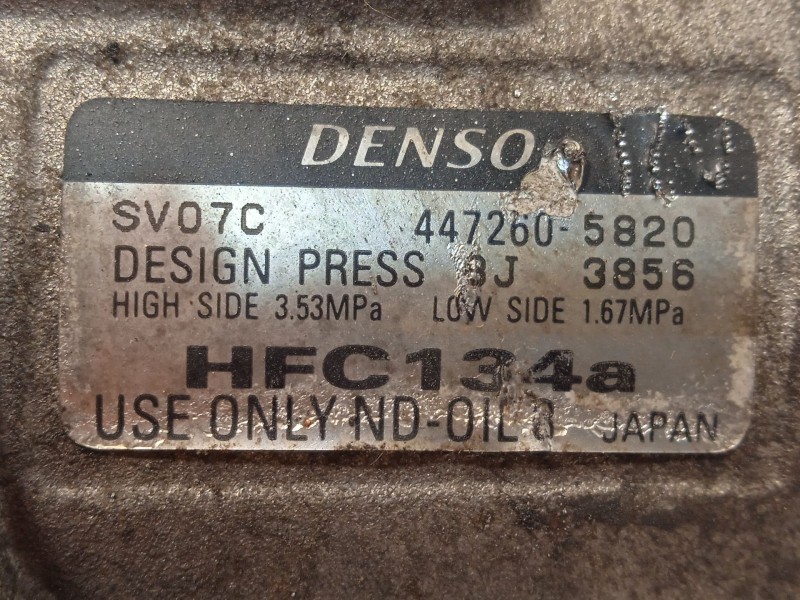 DENSO
SV07C 447260-5820
DESIGN PRESS 3856
HIGH SIDE 3.53MPa LOW SIDE 1.67MPa
HFC134a
USE ONLY ND-OIL 8 JAPAN